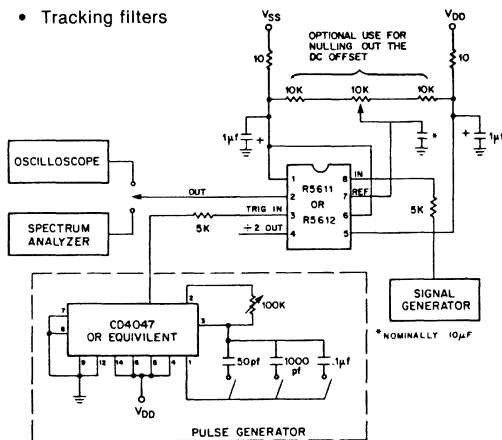 • Tracking filters
VSS
VDD
OPTIONAL USE FOR
NULLING OUT THE
DC OFFSET
10
10
10K
10K
10K
1µf
+
*
+
1µf
OSCILLOSCOPE
SPECTRUM
ANALYZER
OUT
TRIG IN
5K
÷2 OUT
1
2
3
4
R5611
OR
R5612
8
7
6
5
IN
REF
5K
SIGNAL
GENERATOR
*NOMINALLY 10µF
CD4047
OR EQUIVILENT
7
8
9
12
14
6
5
4
1
2
3
100K
50pf
1000
pf
.1µf
VDD
PULSE GENERATOR